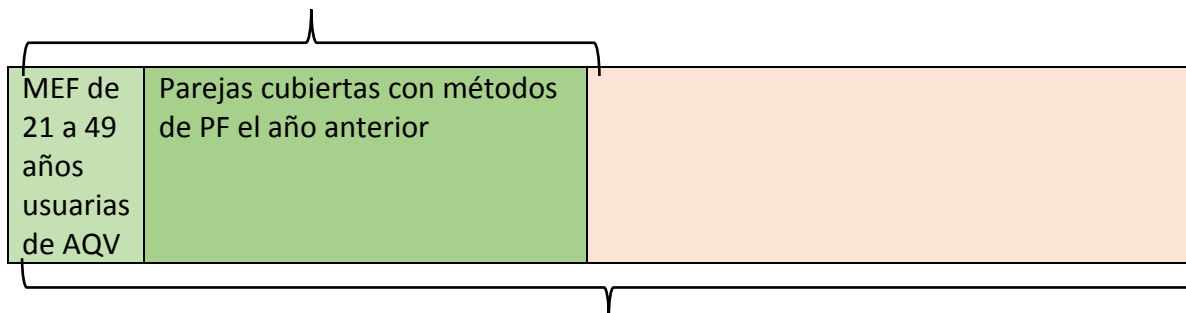 MEF de
21 a 49
años
usuarias
de AQV
Parejas cubiertas con métodos
de PF el año anterior